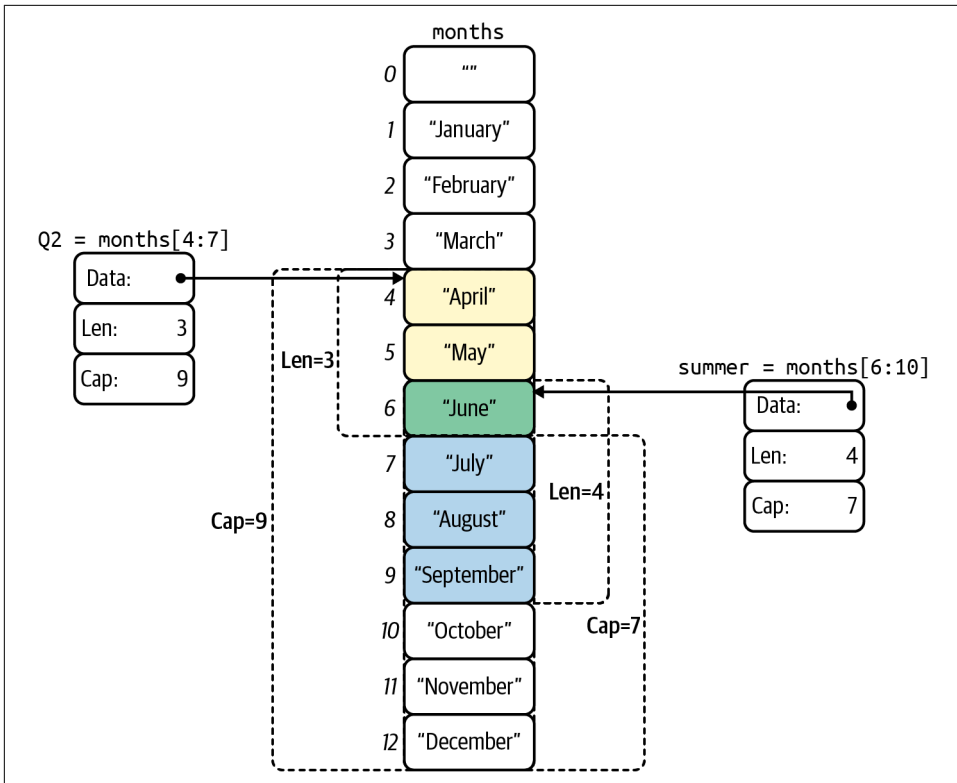 months
0 “”
1 “January”
2 “February”
3 “March”
Q2 = months[4:7]
Data:
Len: 3
Cap: 9
4 “April”
5 “May”
Len=3
6 “June”
summer = months[6:10]
Data:
Len: 4
Cap: 7
7 “July”
Len=4
8 “August”
Cap=9
9 “September”
10 “October”
Cap=7
11 “November”
12 “December”